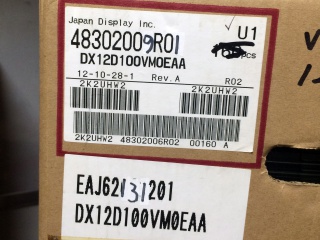 Japan Display Inc.
U1
48302009R01
pcs
DX12D100VM0EAA
12-10-28-1 Rev.A R02
2K2UHW2 2K2UHW2
2K2UHW2 48302006R02 00160 A
EAJ62131201
DX12D100VM0EAA